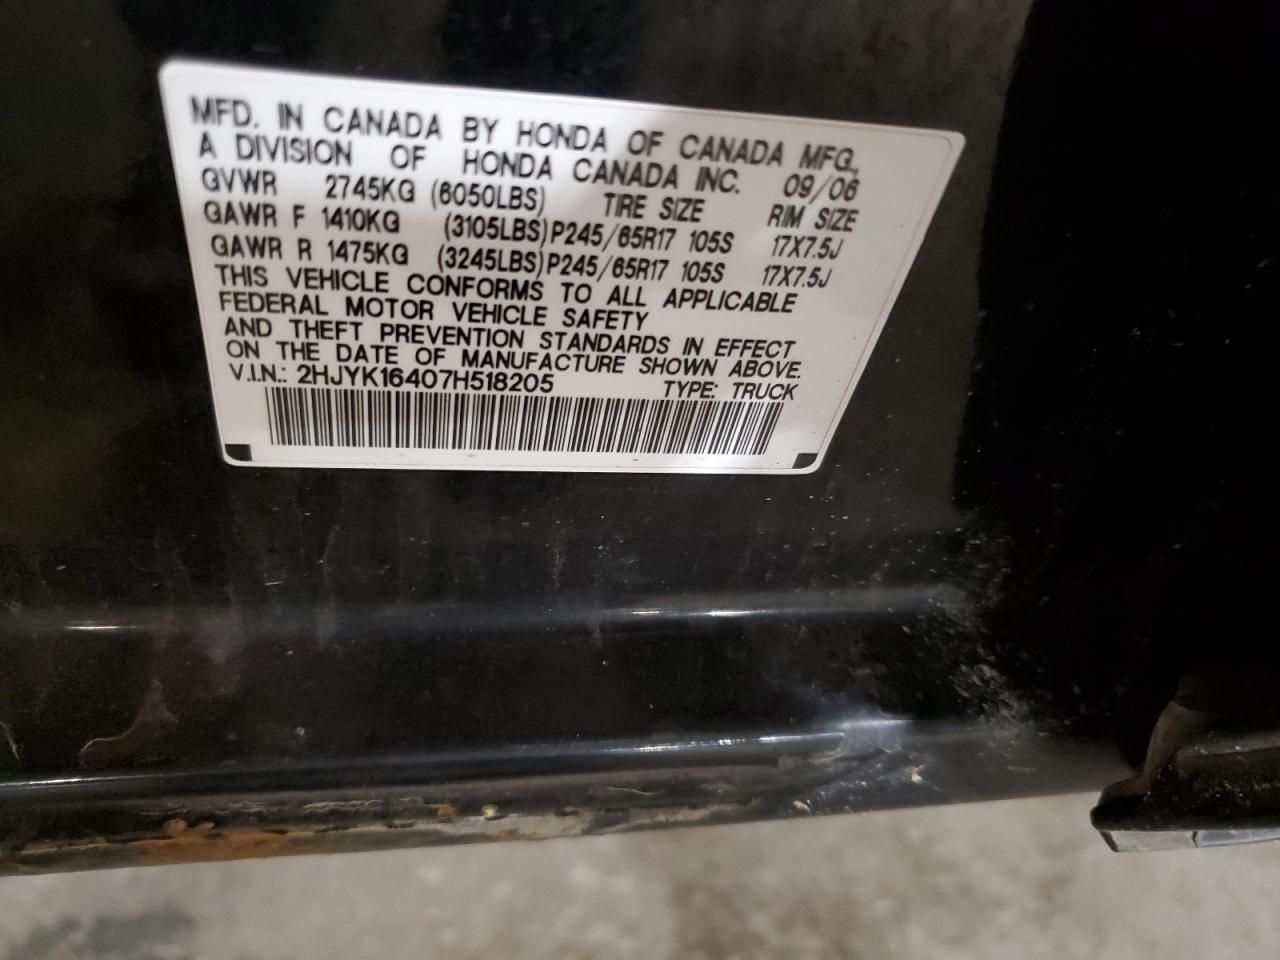 MFD. IN CANADA BY HONDA OF CANADA MFG.,
A DIVISION OF HONDA CANADA INC. 09/06
GVWR 2745KG (6050LBS) TIRE SIZE RIM SIZE
GAWR F 1410KG (3105LBS) P245/65R17 105S 17X7.5J
GAWR R 1475KG (3245LBS) P245/65R17 105S 17X7.5J
THIS VEHICLE CONFORMS TO ALL APPLICABLE
FEDERAL MOTOR VEHICLE SAFETY
AND THEFT PREVENTION STANDARDS IN EFFECT
ON THE DATE OF MANUFACTURE SHOWN ABOVE.
V.I.N.: 2HJYK16407H518205 TYPE: TRUCK